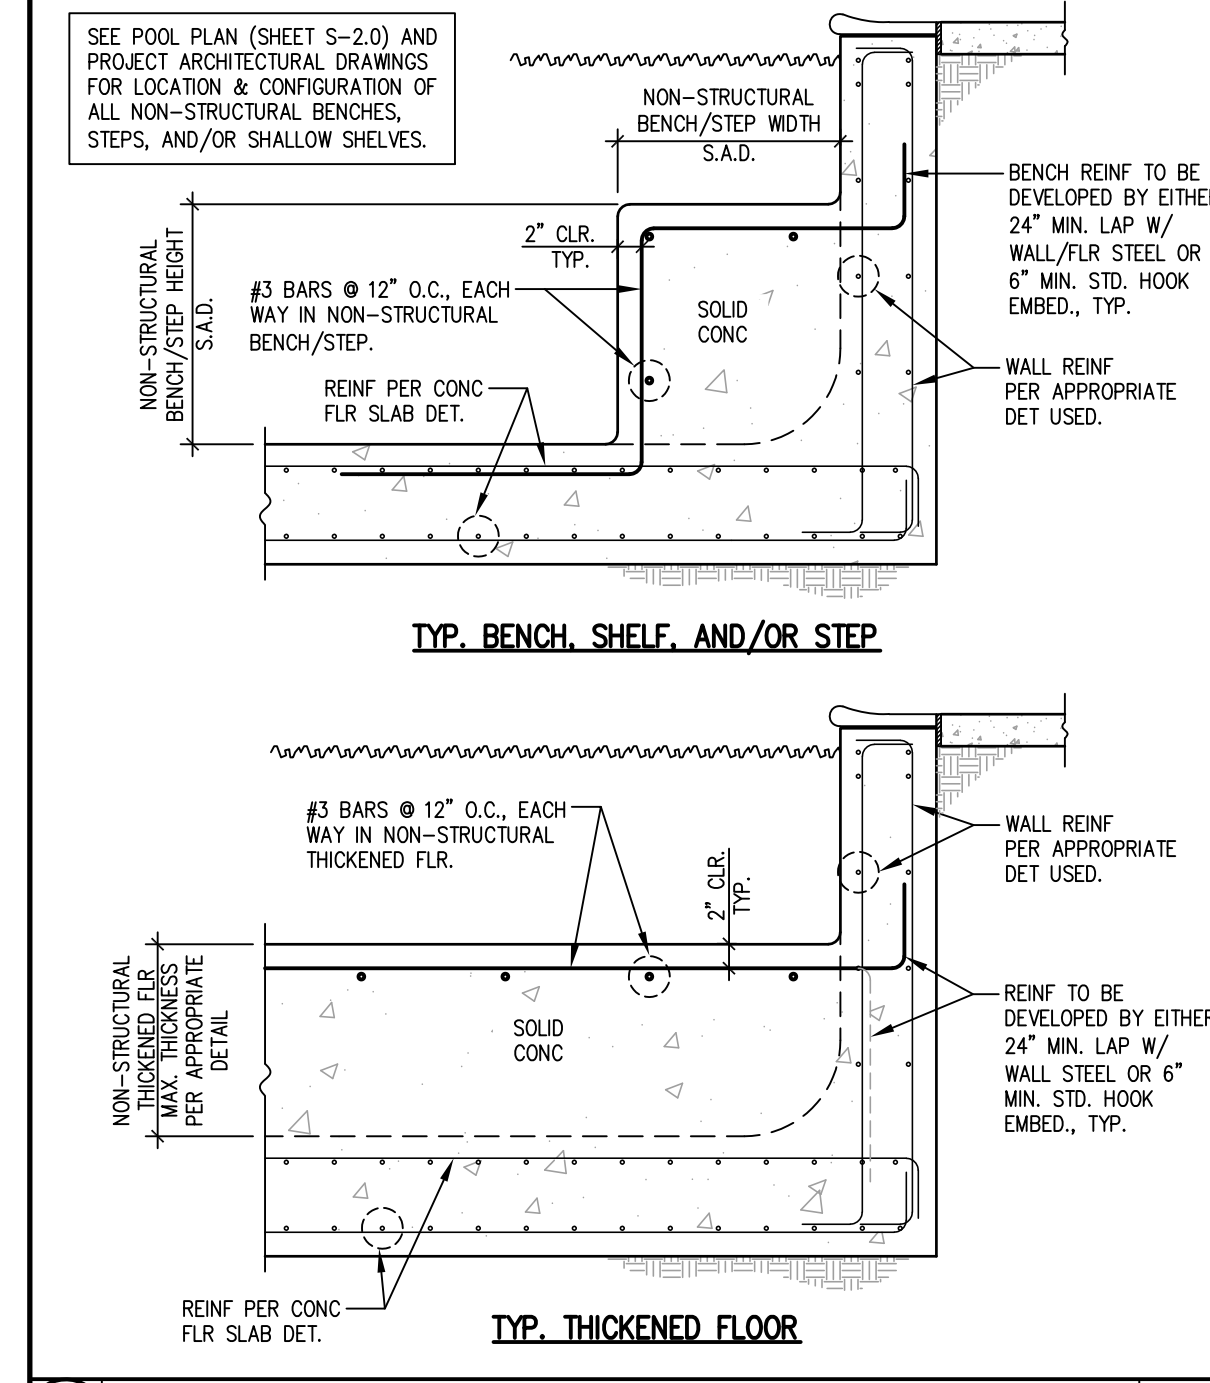 SEE POOL PLAN (SHEET S-2.0) AND
PROJECT ARCHITECTURAL DRAWINGS
FOR LOCATION & CONFIGURATION OF
ALL NON-STRUCTURAL BENCHES,
STEPS, AND/OR SHALLOW SHELVES.
NON-STRUCTURAL
BENCH/STEP WIDTH
S.A.D.
BENCH REINF TO BE
DEVELOPED BY EITHER
24" MIN. LAP W/
WALL/FLR STEEL OR
6" MIN. STD. HOOK
EMBED., TYP.
2" CLR.
TYP.
NON-STRUCTURAL
BENCH/STEP HEIGHT
S.A.D.
#3 BARS @ 12" O.C., EACH
WAY IN NON-STRUCTURAL
BENCH/STEP.
SOLID
CONC
WALL REINF
PER APPROPRIATE
DET USED.
REINF PER CONC
FLR SLAB DET.
TYP. BENCH, SHELF, AND/OR STEP
#3 BARS @ 12" O.C., EACH
WAY IN NON-STRUCTURAL
THICKENED FLR.
2" CLR.
TYP.
WALL REINF
PER APPROPRIATE
DET USED.
NON-STRUCTURAL
THICKENED FLR
MAX. THICKNESS
PER APPROPRIATE
DETAIL
SOLID
CONC
REINF TO BE
DEVELOPED BY EITHER
24" MIN. LAP W/
WALL STEEL OR 6"
MIN. STD. HOOK
EMBED., TYP.
REINF PER CONC
FLR SLAB DET.
TYP. THICKENED FLOOR